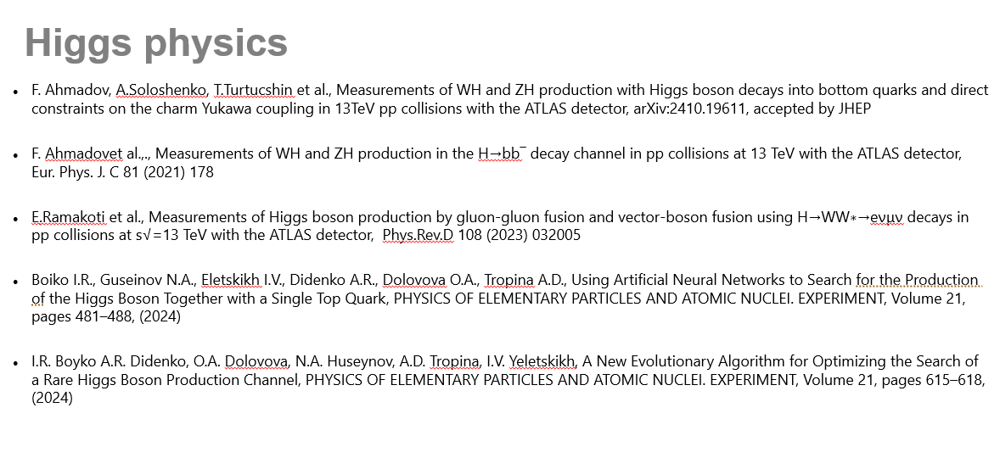 Higgs physics
• F. Ahmadov, A.Soloshenko, T.Turtucshin et al., Measurements of WH and ZH production with Higgs boson decays into bottom quarks and direct
constraints on the charm Yukawa coupling in 13TeV pp collisions with the ATLAS detector, arXiv:2410.19611, accepted by JHEP
• F. Ahmadovet al.,., Measurements of WH and ZH production in the H→bb¯ decay channel in pp collisions at 13 TeV with the ATLAS detector,
Eur. Phys. J. C 81 (2021) 178
• E.Ramakoti et al., Measurements of Higgs boson production by gluon-gluon fusion and vector-boson fusion using H→WW∗→eνμν decays in
pp collisions at s√=13 TeV with the ATLAS detector,  Phys.Rev.D 108 (2023) 032005
• Boiko I.R., Guseinov N.A., Eletskikh I.V., Didenko A.R., Dolovova O.A., Tropina A.D., Using Artificial Neural Networks to Search for the Production
of the Higgs Boson Together with a Single Top Quark, PHYSICS OF ELEMENTARY PARTICLES AND ATOMIC NUCLEI. EXPERIMENT, Volume 21,
pages 481–488, (2024)
• I.R. Boyko A.R. Didenko, O.A. Dolovova, N.A. Huseynov, A.D. Tropina, I.V. Yeletskikh, A New Evolutionary Algorithm for Optimizing the Search of
a Rare Higgs Boson Production Channel, PHYSICS OF ELEMENTARY PARTICLES AND ATOMIC NUCLEI. EXPERIMENT, Volume 21, pages 615–618,
(2024)